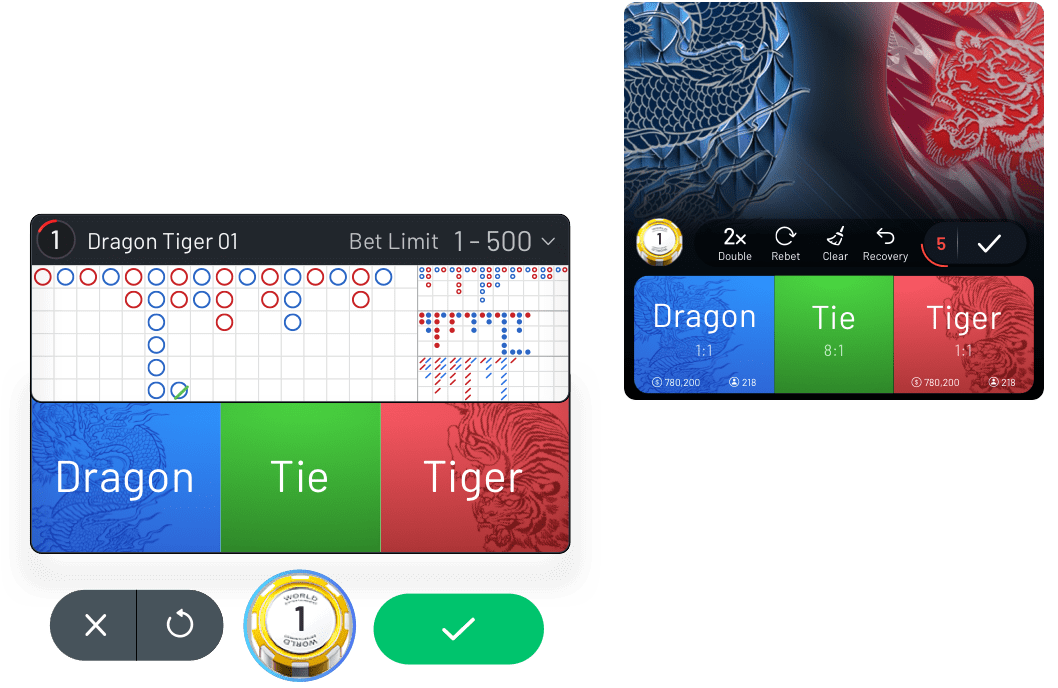 1
Dragon Tiger 01
Bet Limit
1 - 500
Dragon
Tie
Tiger
WORLD
1
WORLD
WORLD
1
2x
Double
Rebet
Clear
Recovery
5
Dragon
1:1
$ 780,200
218
Tie
8:1
Tiger
1:1
$ 780,200
218